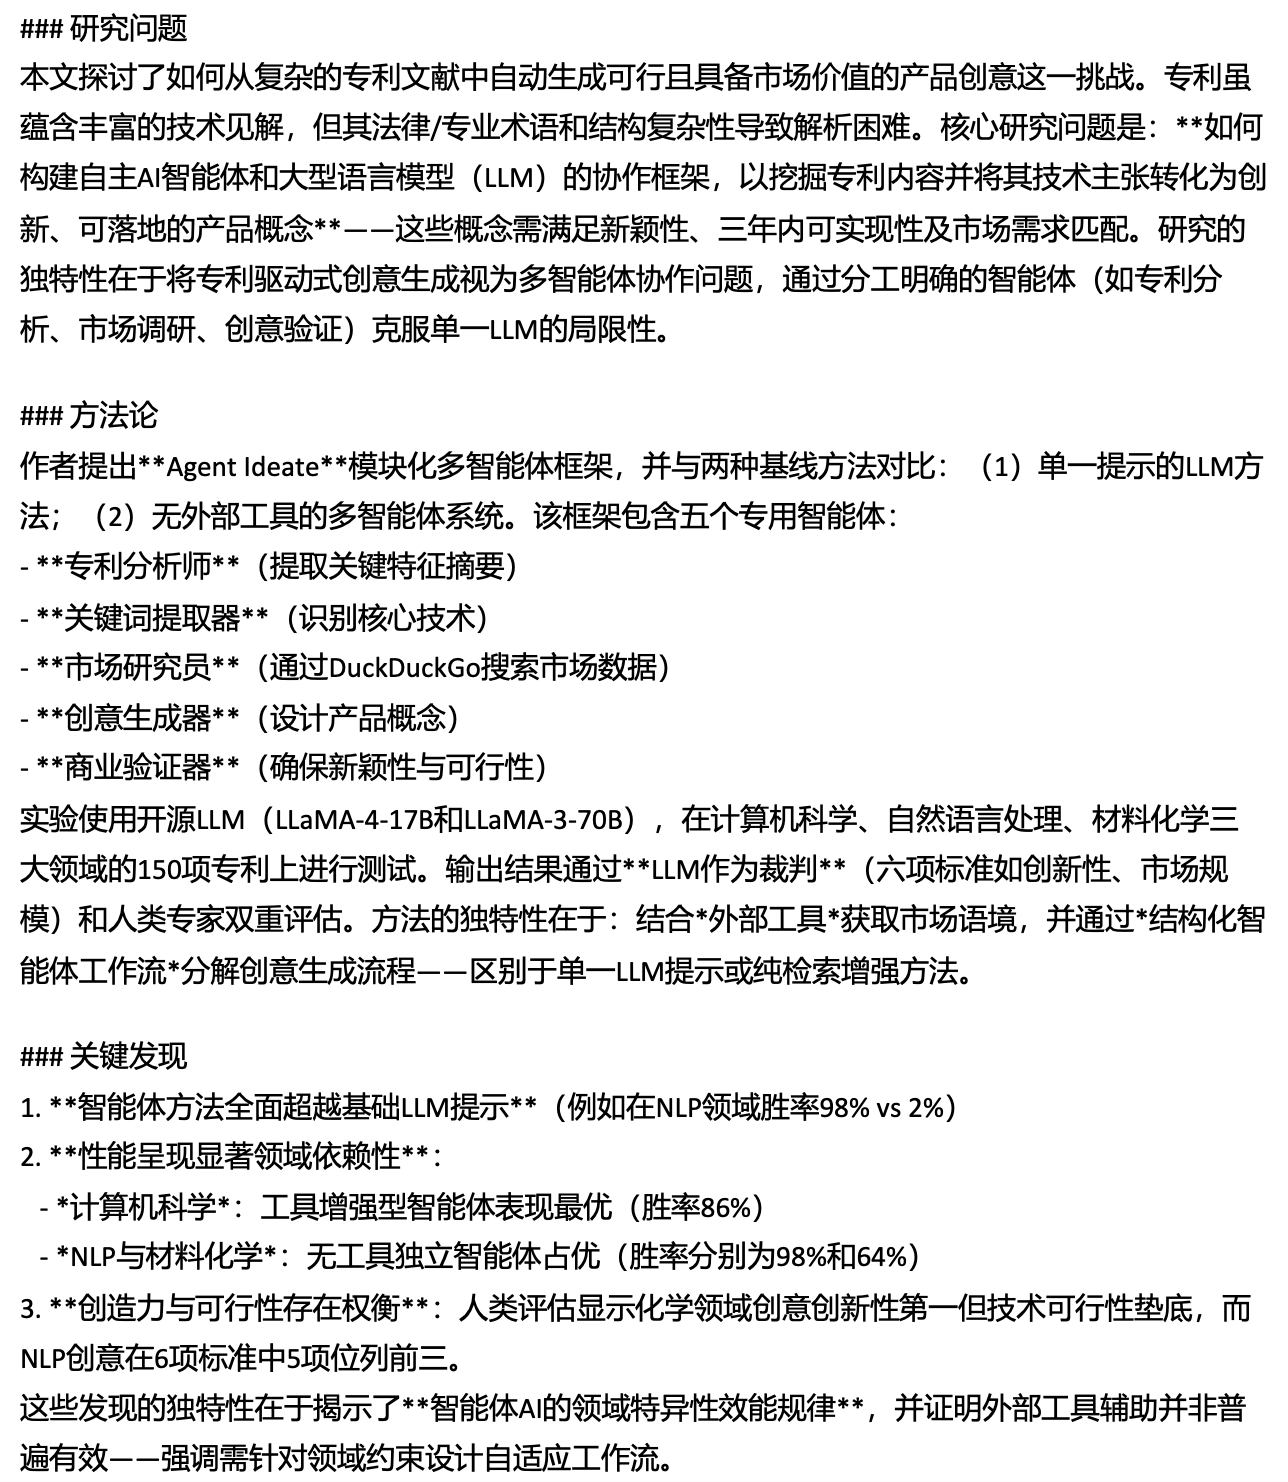 ### 研究问题
本文探讨了如何从复杂的专利文献中自动生成可行且具备市场价值的产品创意这一挑战。专利虽
蕴含丰富的技术见解，但其法律/专业术语和结构复杂性导致解析困难。核心研究问题是：**如何
构建自主AI智能体和大型语言模型（LLM）的协作框架，以挖掘专利内容并将其技术主张转化为创
新、可落地的产品概念**——这些概念需满足新颖性、三年内可实现性及市场需求匹配。研究的
独特性在于将专利驱动式创意生成视为多智能体协作问题，通过分工明确的智能体（如专利分
析、市场调研、创意验证）克服单一LLM的局限性。
### 方法论
作者提出**Agent Ideate**模块化多智能体框架，并与两种基线方法对比：（1）单一提示的LLM方
法；（2）无外部工具的多智能体系统。该框架包含五个专用智能体：
- **专利分析师**（提取关键特征摘要）
- **关键词提取器**（识别核心技术）
- **市场研究员**（通过DuckDuckGo搜索市场数据）
- **创意生成器**（设计产品概念）
- **商业验证器**（确保新颖性与可行性）
实验使用开源LLM（LLaMA-4-17B和LLaMA-3-70B），在计算机科学、自然语言处理、材料化学三
大领域的150项专利上进行测试。输出结果通过**LLM作为裁判**（六项标准如创新性、市场规
模）和人类专家双重评估。方法的独特性在于：结合*外部工具*获取市场语境，并通过*结构化智
能体工作流*分解创意生成流程——区别于单一LLM提示或纯检索增强方法。
### 关键发现
1. **智能体方法全面超越基础LLM提示**（例如在NLP领域胜率98% vs 2%）
2. **性能呈现显著领域依赖性**：
- *计算机科学*：工具增强型智能体表现最优（胜率86%）
- *NLP与材料化学*：无工具独立智能体占优（胜率分别为98%和64%）
3. **创造力与可行性存在权衡**：人类评估显示化学领域创意创新性第一但技术可行性垫底，而
NLP创意在6项标准中5项位列前三。
这些发现的独特性在于揭示了**智能体AI的领域特异性效能规律**，并证明外部工具辅助并非普
遍有效——强调需针对领域约束设计自适应工作流。